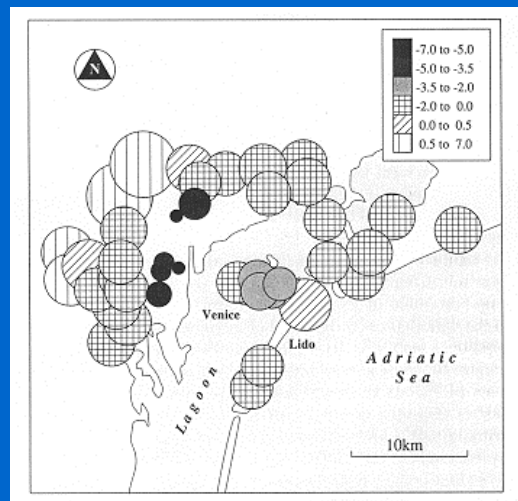 N
-7.0 to -5.0
-5.0 to -3.5
-3.5 to -2.0
-2.0 to 0.0
0.0 to 0.5
0.5 to 7.0
Venice
Lido
Adriatic
Sea
Lagoon
10km